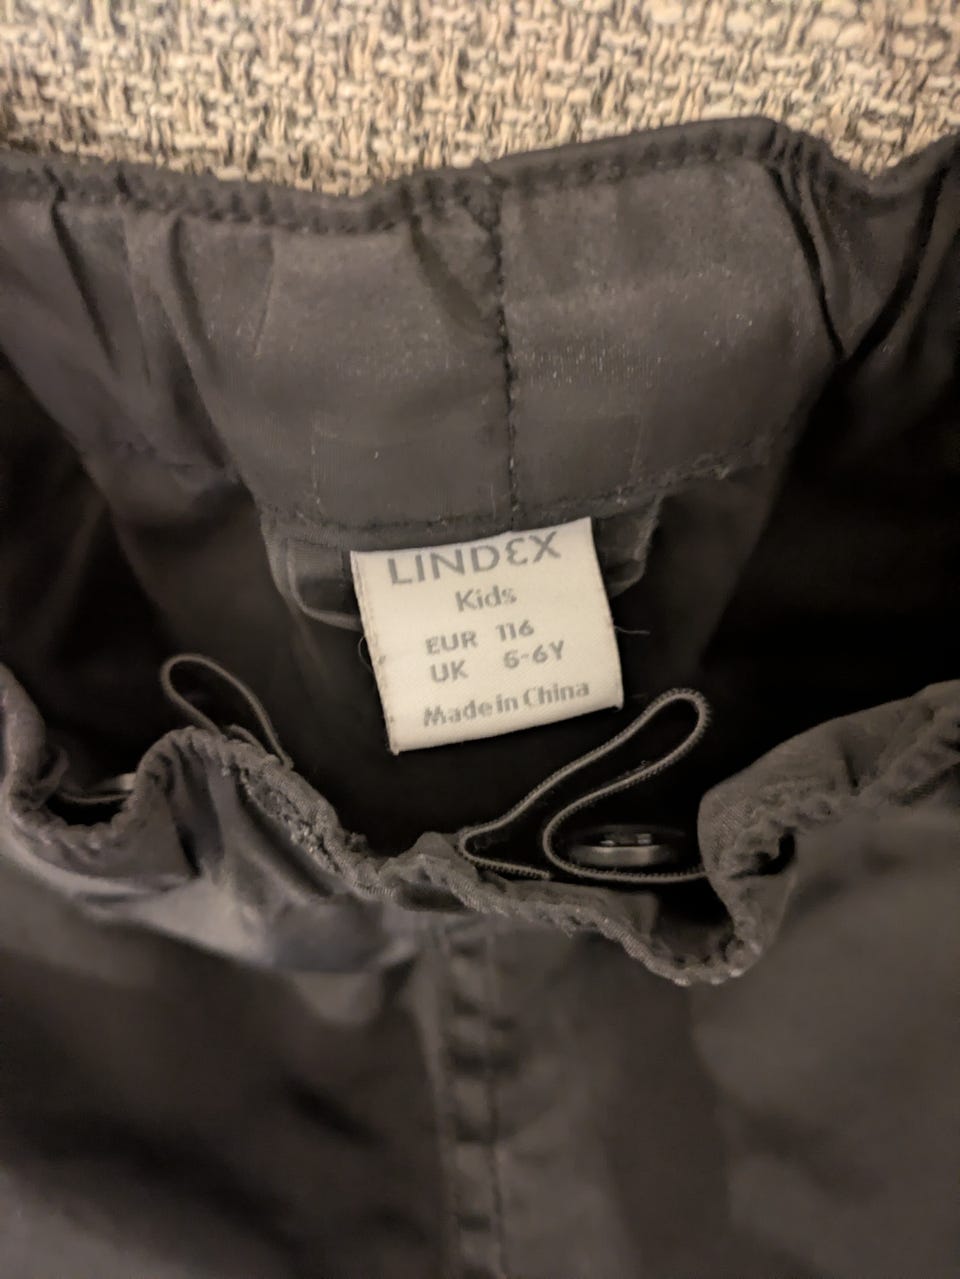 LINDEX
Kids
EUR 116
UK 5-6Y
Made in China